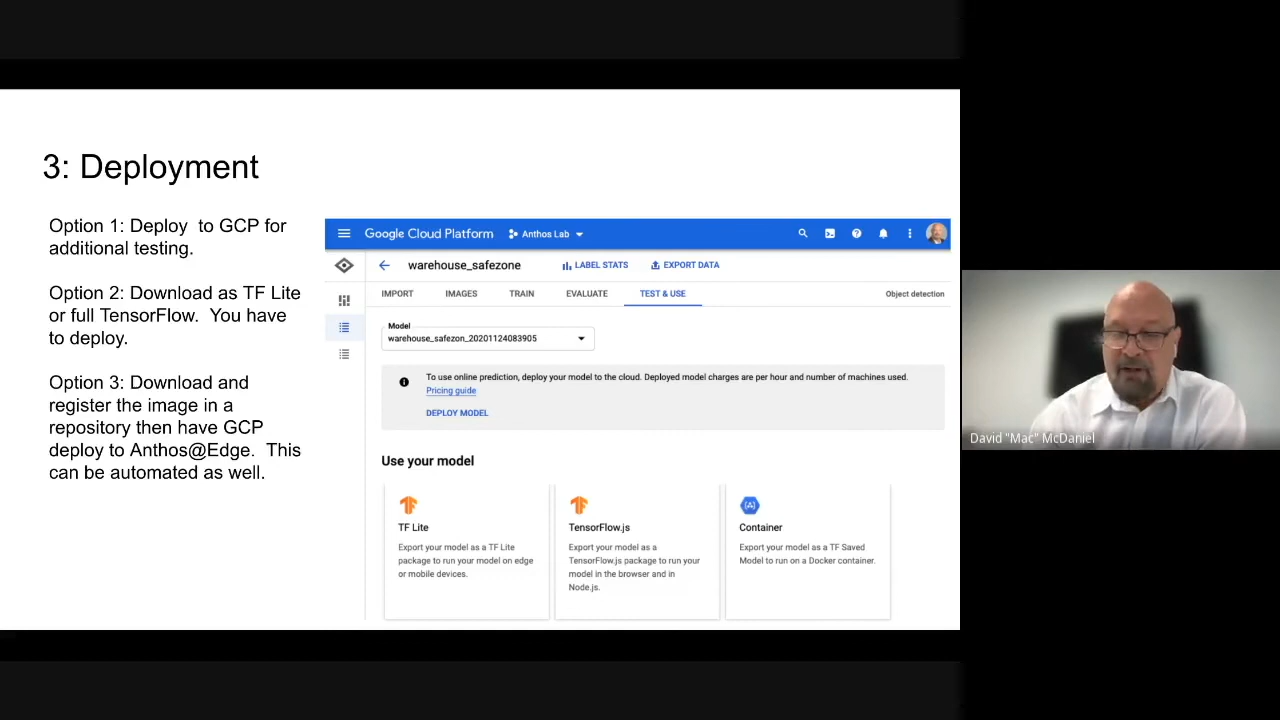 3: Deployment
Option 1: Deploy  to GCP for
additional testing.
Option 2: Download as TF Lite
or full TensorFlow.  You have
to deploy.
Option 3: Download and
register the image in a
repository then have GCP
deploy to Anthos@Edge.  This
can be automated as well.
Google Cloud Platform
Anthos Lab
warehouse_safezone
LABEL STATS
EXPORT DATA
IMPORT
IMAGES
TRAIN
EVALUATE
TEST & USE
Object detection
Model
warehouse_safezon_20201124083905
To use online prediction, deploy your model to the cloud. Deployed model charges are per hour and number of machines used.
Pricing guide
DEPLOY MODEL
Use your model
TF Lite
Export your model as a TF Lite
package to run your model on edge
or mobile devices.
TensorFlow.js
Export your model as a
TensorFlow.js package to run your
model in the browser and in
Node.js.
Container
Export your model as a TF Saved
Model to run on a Docker container.
David "Mac" McDaniel